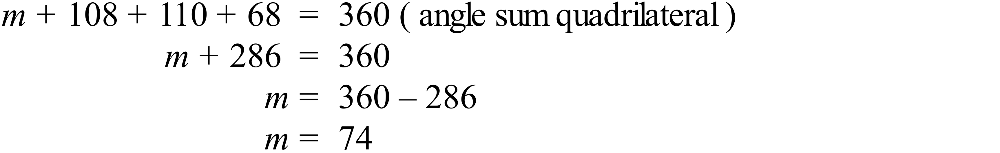 m + 108 + 110 + 68 = 360 ( angle sum quadrilateral )
m + 286 = 360
m = 360 – 286
m = 74